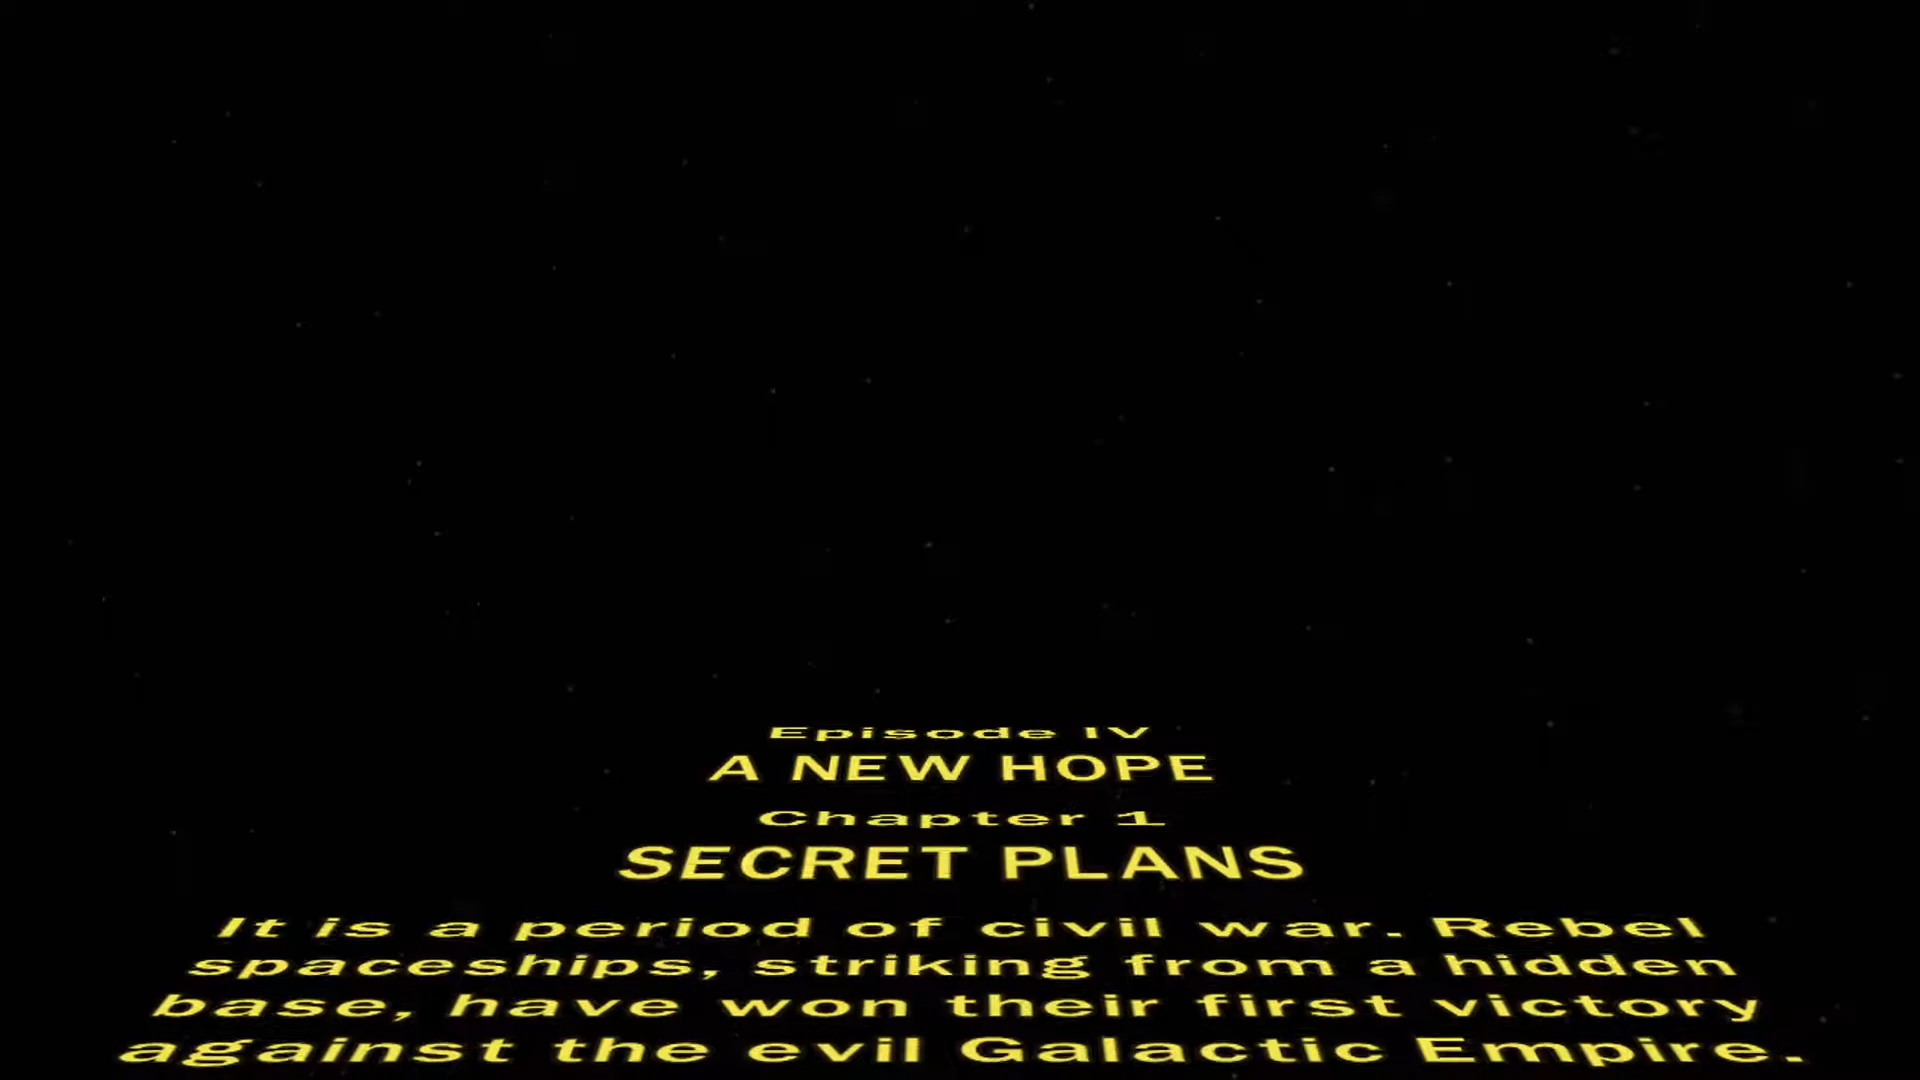 Episode IV
A NEW HOPE
Chapter 1
SECRET PLANS
It is a period of civil war. Rebel
spaceships, striking from a hidden
base, have won their first victory
against the evil Galactic Empire.